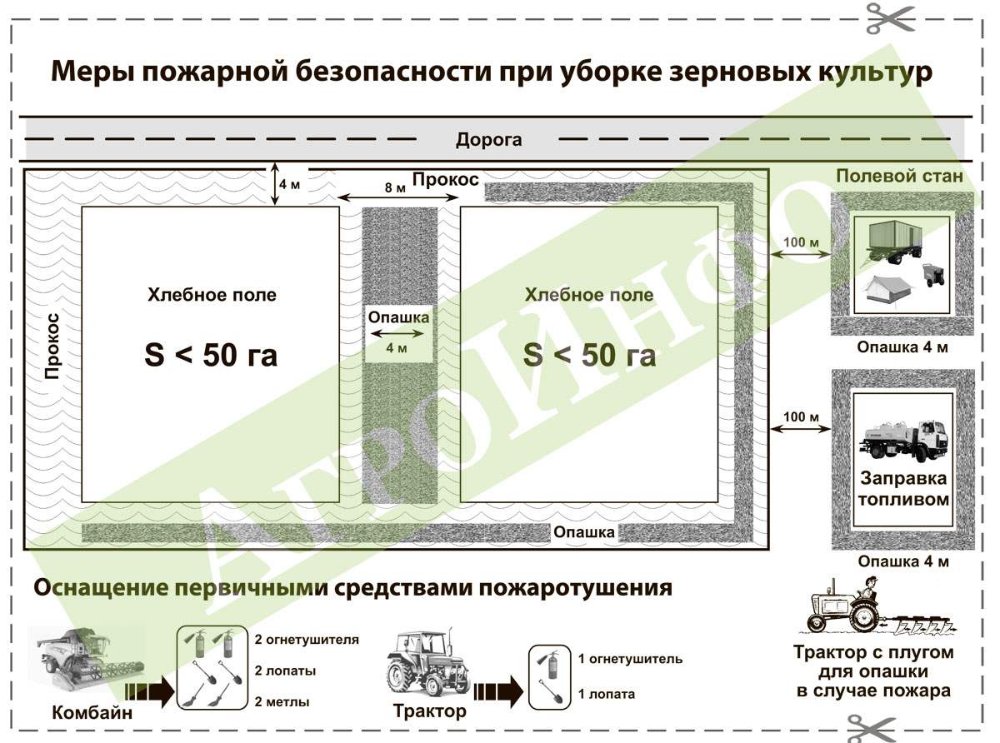 Меры пожарной безопасности при уборке зерновых культур
Дорога
4 м
8 м
Прокос
Полевой стан
100 м
Хлебное поле
S < 50 га
Прокос
Опашка
4 м
Хлебное поле
S < 50 га
Опашка 4 м
100 м
Заправка
топливом
Опашка
Опашка 4 м
АгроИнфо
Оснащение первичными средствами пожаротушения
2 огнетушителя
2 лопаты
2 метлы
Комбайн
1 огнетушитель
1 лопата
Трактор
Трактор с плугом
для опашки
в случае пожара